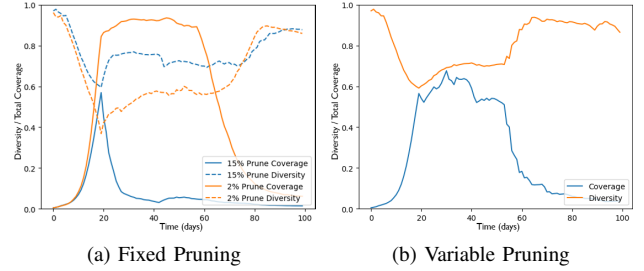 1.0
0.8
0.6
0.4
0.2
0.0
Diversity / Total Coverage
0
20
40
60
80
100
Time (days)
15% Prune Coverage
15% Prune Diversity
2% Prune Coverage
2% Prune Diversity
(a) Fixed Pruning
1.0
0.8
0.6
0.4
0.2
0.0
Diversity / Total Coverage
0
20
40
60
80
100
Time (days)
Coverage
Diversity
(b) Variable Pruning